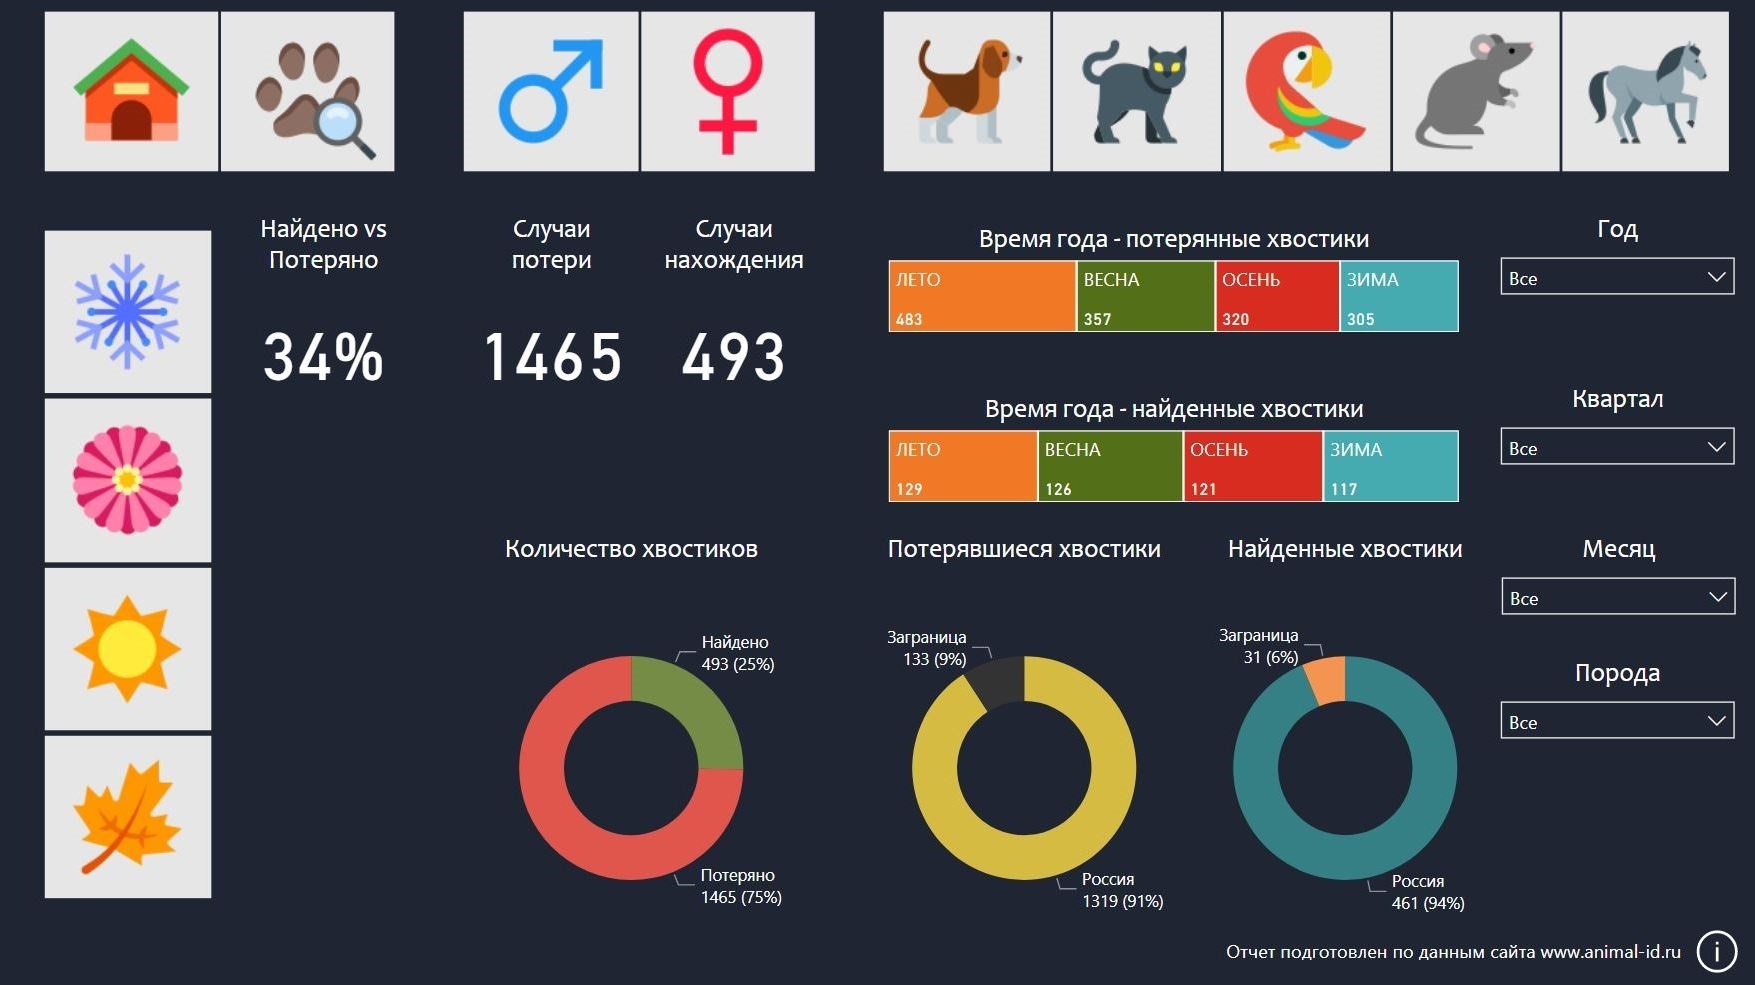 Найдено vs
Потеряно
34%
Случаи
потери
1465
Случаи
нахождения
493
Время года - потерянные хвостики
ЛЕТО
483
ВЕСНА
357
ОСЕНЬ
320
ЗИМА
305
Год
Все
Время года - найденные хвостики
ЛЕТО
129
ВЕСНА
126
ОСЕНЬ
121
ЗИМА
117
Квартал
Все
Количество хвостиков
Найдено
493 (25%)
Потеряно
1465 (75%)
Потерявшиеся хвостики
Заграница
133 (9%)
Россия
1319 (91%)
Найденные хвостики
Заграница
31 (6%)
Россия
461 (94%)
Месяц
Все
Порода
Все
Отчет подготовлен по данным сайта www.animal-id.ru